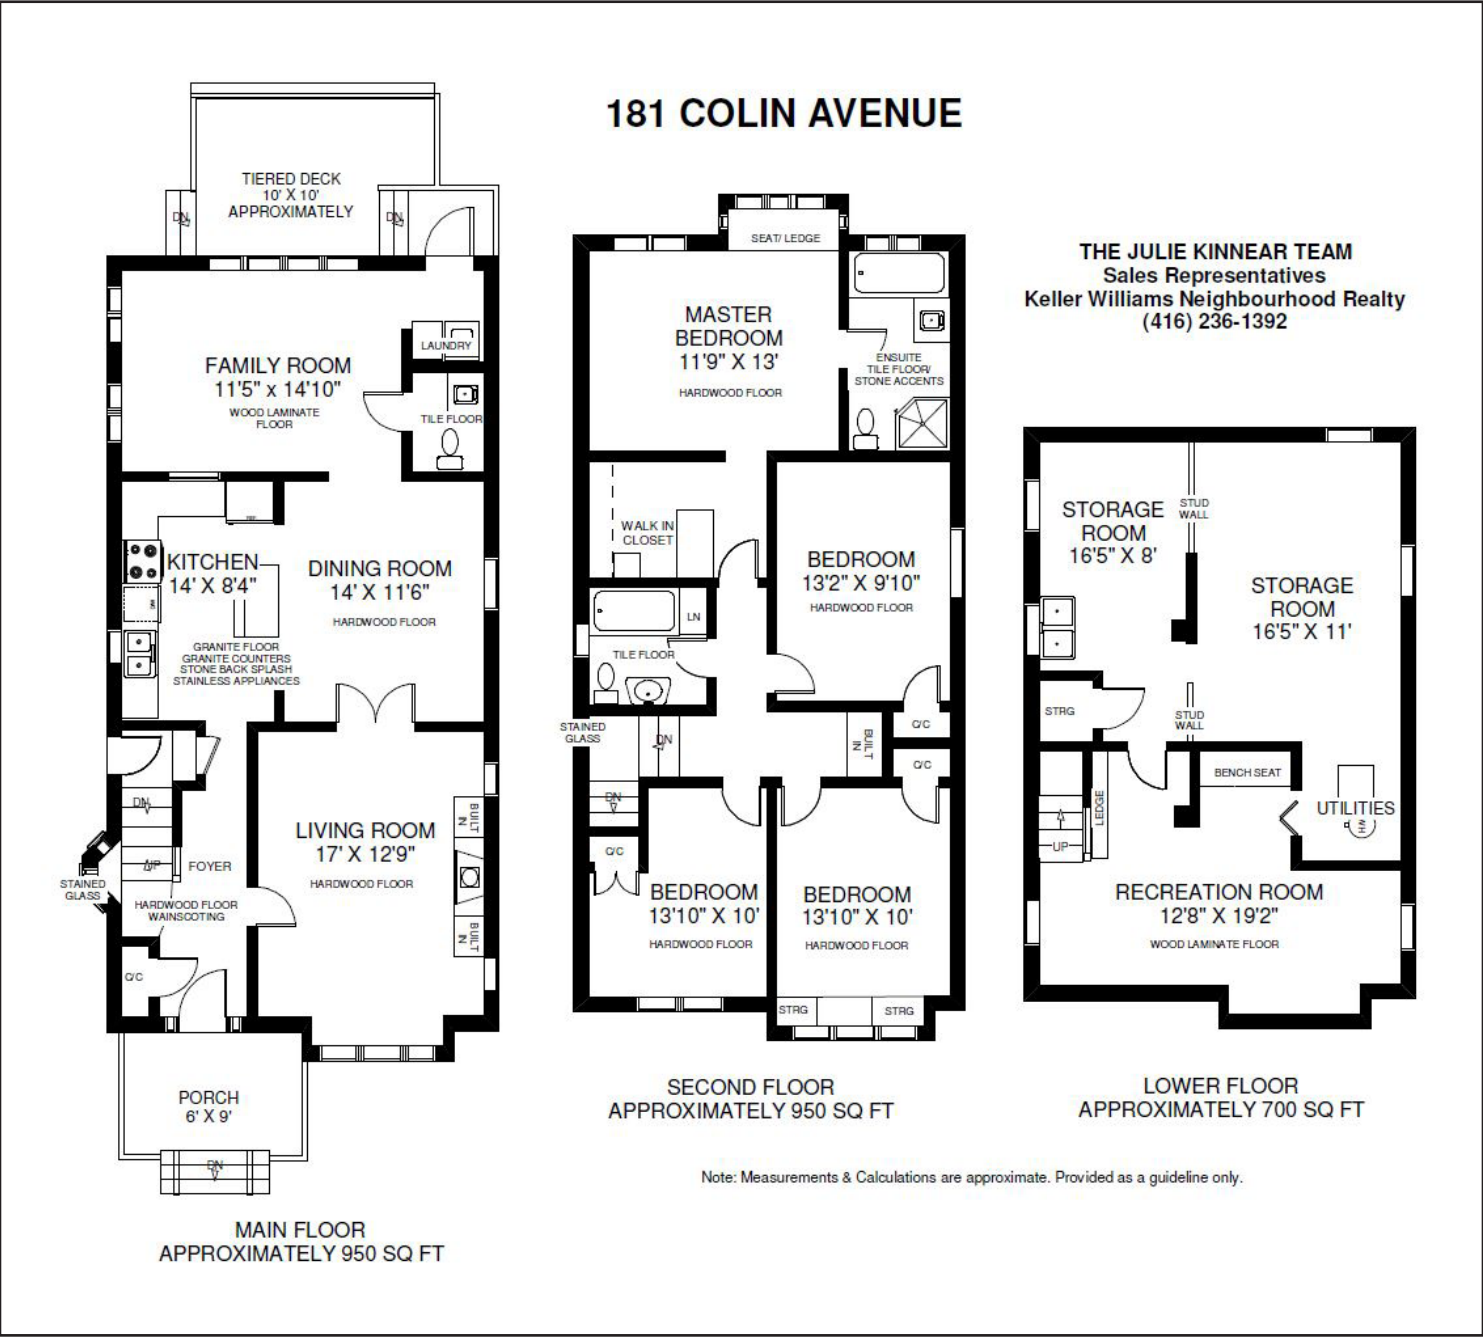 181 COLIN AVENUE
THE JULIE KINNEAR TEAM
Sales Representatives
Keller Williams Neighbourhood Realty
(416) 236-1392
TIERED DECK
10' X 10'
APPROXIMATELY
DN
DN
LAUNDRY
FAMILY ROOM
11'5" x 14'10"
WOOD LAMINATE
FLOOR
TILE FLOOR
KITCHEN
14' X 8'4"
DINING ROOM
14' X 11'6"
HARDWOOD FLOOR
GRANITE FLOOR
GRANITE COUNTERS
STONE BACK SPLASH
STAINLESS APPLIANCES
DN
UP
FOYER
STAINED
GLASS
HARDWOOD FLOOR
WAINSCOTING
LIVING ROOM
17' X 12'9"
HARDWOOD FLOOR
BUILT
IN
BUILT
IN
C/C
PORCH
6' X 9'
DN
MAIN FLOOR
APPROXIMATELY 950 SQ FT
SEAT/ LEDGE
MASTER
BEDROOM
11'9" X 13'
HARDWOOD FLOOR
ENSUITE
TILE FLOOR/
STONE ACCENTS
WALK IN
CLOSET
BEDROOM
13'2" X 9'10"
HARDWOOD FLOOR
LN
TILE FLOOR
STAINED
GLASS
DN
BUILT
IN
C/C
C/C
DN
C/C
BEDROOM
13'10" X 10'
HARDWOOD FLOOR
BEDROOM
13'10" X 10'
HARDWOOD FLOOR
STRG
STRG
SECOND FLOOR
APPROXIMATELY 950 SQ FT
STORAGE
ROOM
16'5" X 8'
STUD
WALL
STORAGE
ROOM
16'5" X 11'
STRG
STUD
WALL
BENCH SEAT
LEDGE
UP
UTILITIES
HW
RECREATION ROOM
12'8" X 19'2"
WOOD LAMINATE FLOOR
LOWER FLOOR
APPROXIMATELY 700 SQ FT
Note: Measurements & Calculations are approximate. Provided as a guideline only.